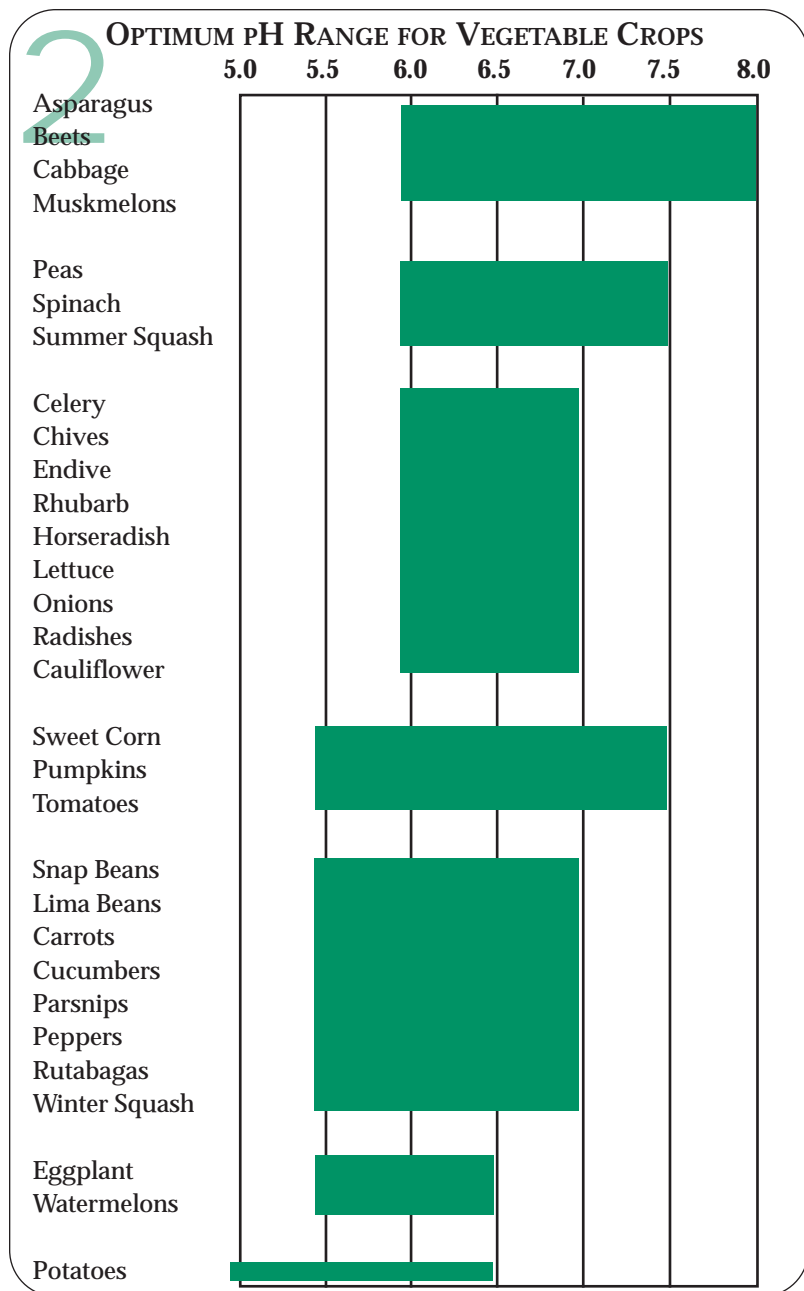 2
OPTIMUM pH RANGE FOR VEGETABLE CROPS
5.0 5.5 6.0 6.5 7.0 7.5 8.0
Asparagus
Beets
Cabbage
Muskmelons
Peas
Spinach
Summer Squash
Celery
Chives
Endive
Rhubarb
Horseradish
Lettuce
Onions
Radishes
Cauliflower
Sweet Corn
Pumpkins
Tomatoes
Snap Beans
Lima Beans
Carrots
Cucumbers
Parsnips
Peppers
Rutabagas
Winter Squash
Eggplant
Watermelons
Potatoes